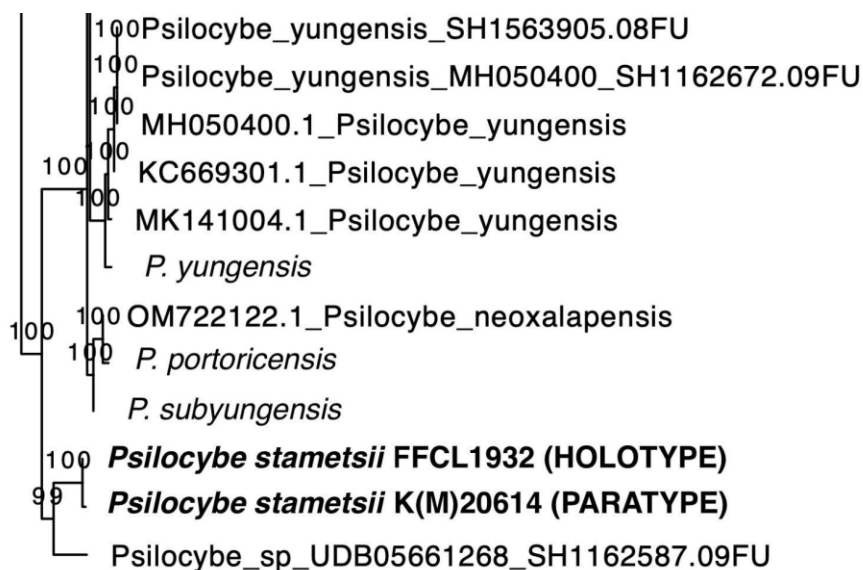 100 Psilocybe_yungensis_SH1563905.08FU
100
Psilocybe_yungensis_MH050400_SH1162672.09FU
100
MH050400.1_Psilocybe_yungensis
100
100 KC669301.1_Psilocybe_yungensis
100 MK141004.1_Psilocybe_yungensis
P. yungensis
100 100 OM722122.1_Psilocybe_neoxalapensis
100 P. portoricensis
P. subyungensis
100 Psilocybe stametsii FFCL1932 (HOLOTYPE)
99 Psilocybe stametsii K(M)20614 (PARATYPE)
Psilocybe_sp_UDB05661268_SH1162587.09FU